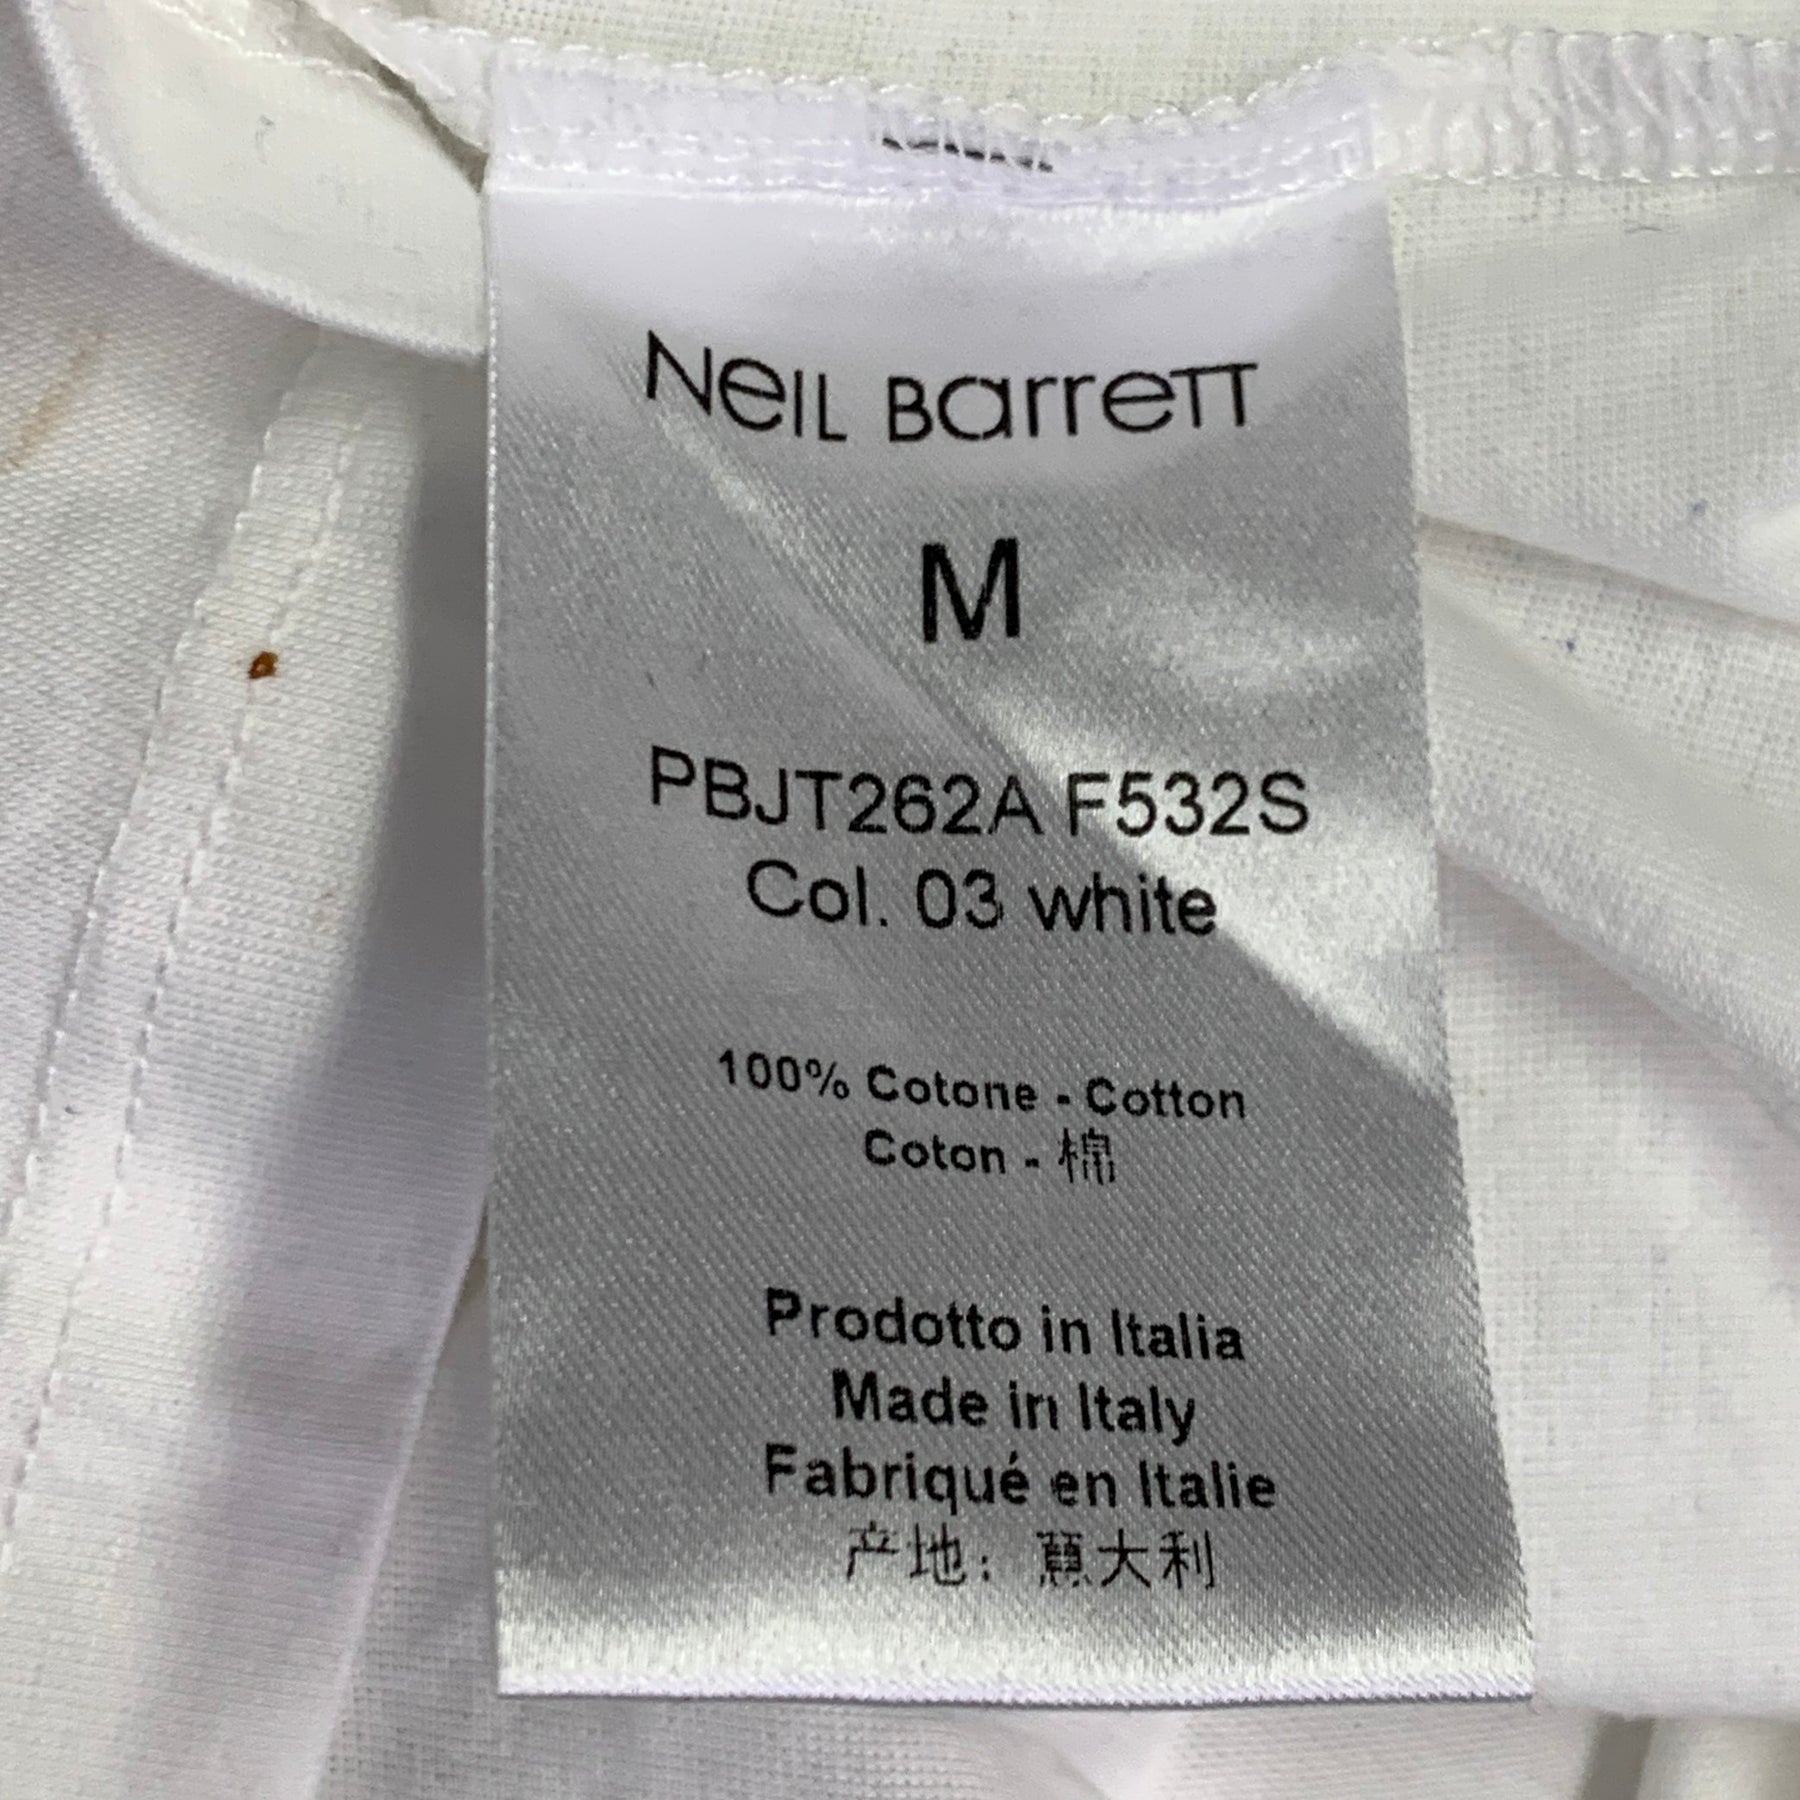 NeIL Barrett
M
PBJT262A F532S
Col. 03 white
100% Cotone - Cotton
Coton - 棉
Prodotto in Italia
Made in Italy
Fabriqué en Italie
产地: 意大利